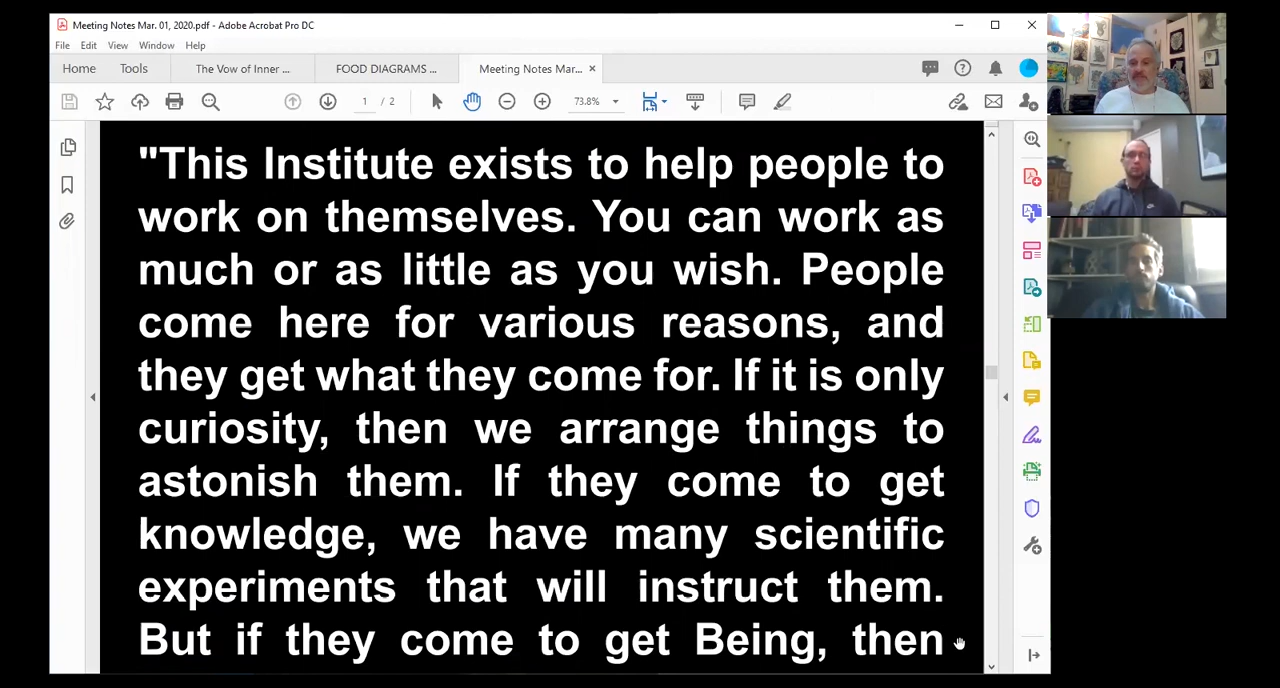 Meeting Notes Mar. 01, 2020.pdf - Adobe Acrobat Pro DC
File Edit View Window Help
Home Tools The Vow of Inner ... FOOD DIAGRAMS ... Meeting Notes Mar...
1 / 2 73.8%
"This Institute exists to help people to
work on themselves. You can work as
much or as little as you wish. People
come here for various reasons, and
they get what they come for. If it is only
curiosity, then we arrange things to
astonish them. If they come to get
knowledge, we have many scientific
experiments that will instruct them.
But if they come to get Being, then